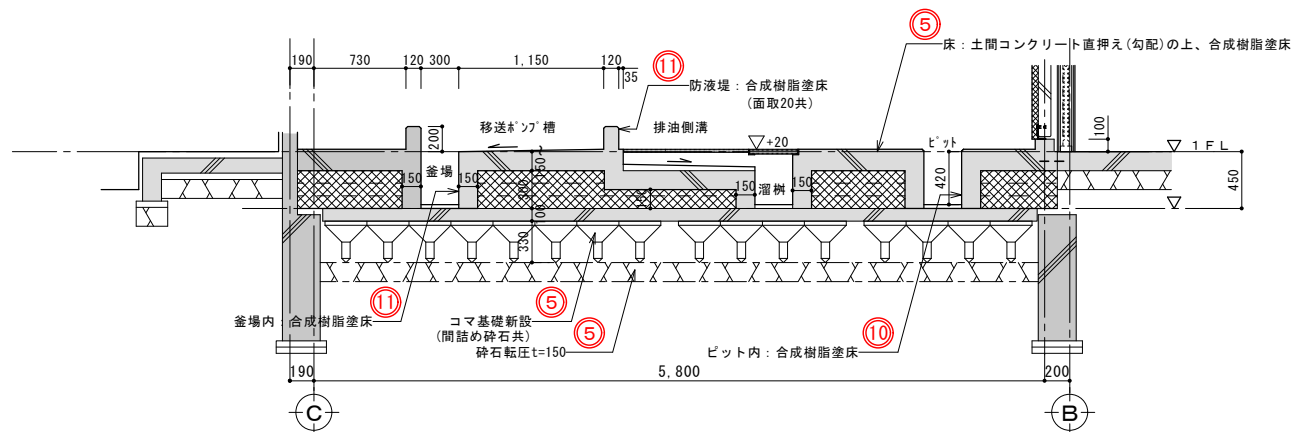 ⑤
床：土間コンクリート直押え(勾配)の上、合成樹脂塗床
190 730 120 300 1,150 120 35
⑪
防液堤：合成樹脂塗床
(面取20共)
200
移送ﾎﾟﾝﾌﾟ槽
排油側溝
▽+20
ﾋﾟｯﾄ
100
▽ 1FL
釜場
150~
150 150
300
150
150 溜桝 150
420
450
▽
100
330
⑪
釜場内：合成樹脂塗床
⑤
コマ基礎新設
(間詰め砕石共)
⑤
砕石転圧t=150
⑩
ピット内：合成樹脂塗床
190 5,800 200
C B